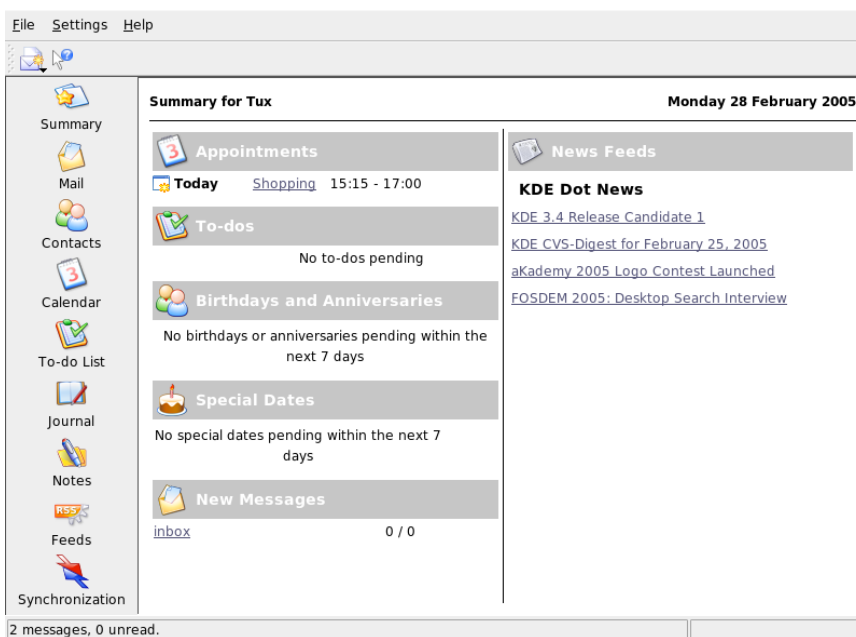 File Settings Help
Summary
Mail
Contacts
3
Calendar
To-do List
Journal
Notes
RSS
Feeds
Synchronization
Summary for Tux Monday 28 February 2005
3 Appointments
Today Shopping 15:15 - 17:00
To-dos
No to-dos pending
Birthdays and Anniversaries
No birthdays or anniversaries pending within the
next 7 days
Special Dates
No special dates pending within the next 7
days
New Messages
inbox 0 / 0
News Feeds
KDE Dot News
KDE 3.4 Release Candidate 1
KDE CVS-Digest for February 25, 2005
aKademy 2005 Logo Contest Launched
FOSDEM 2005: Desktop Search Interview
2 messages, 0 unread.